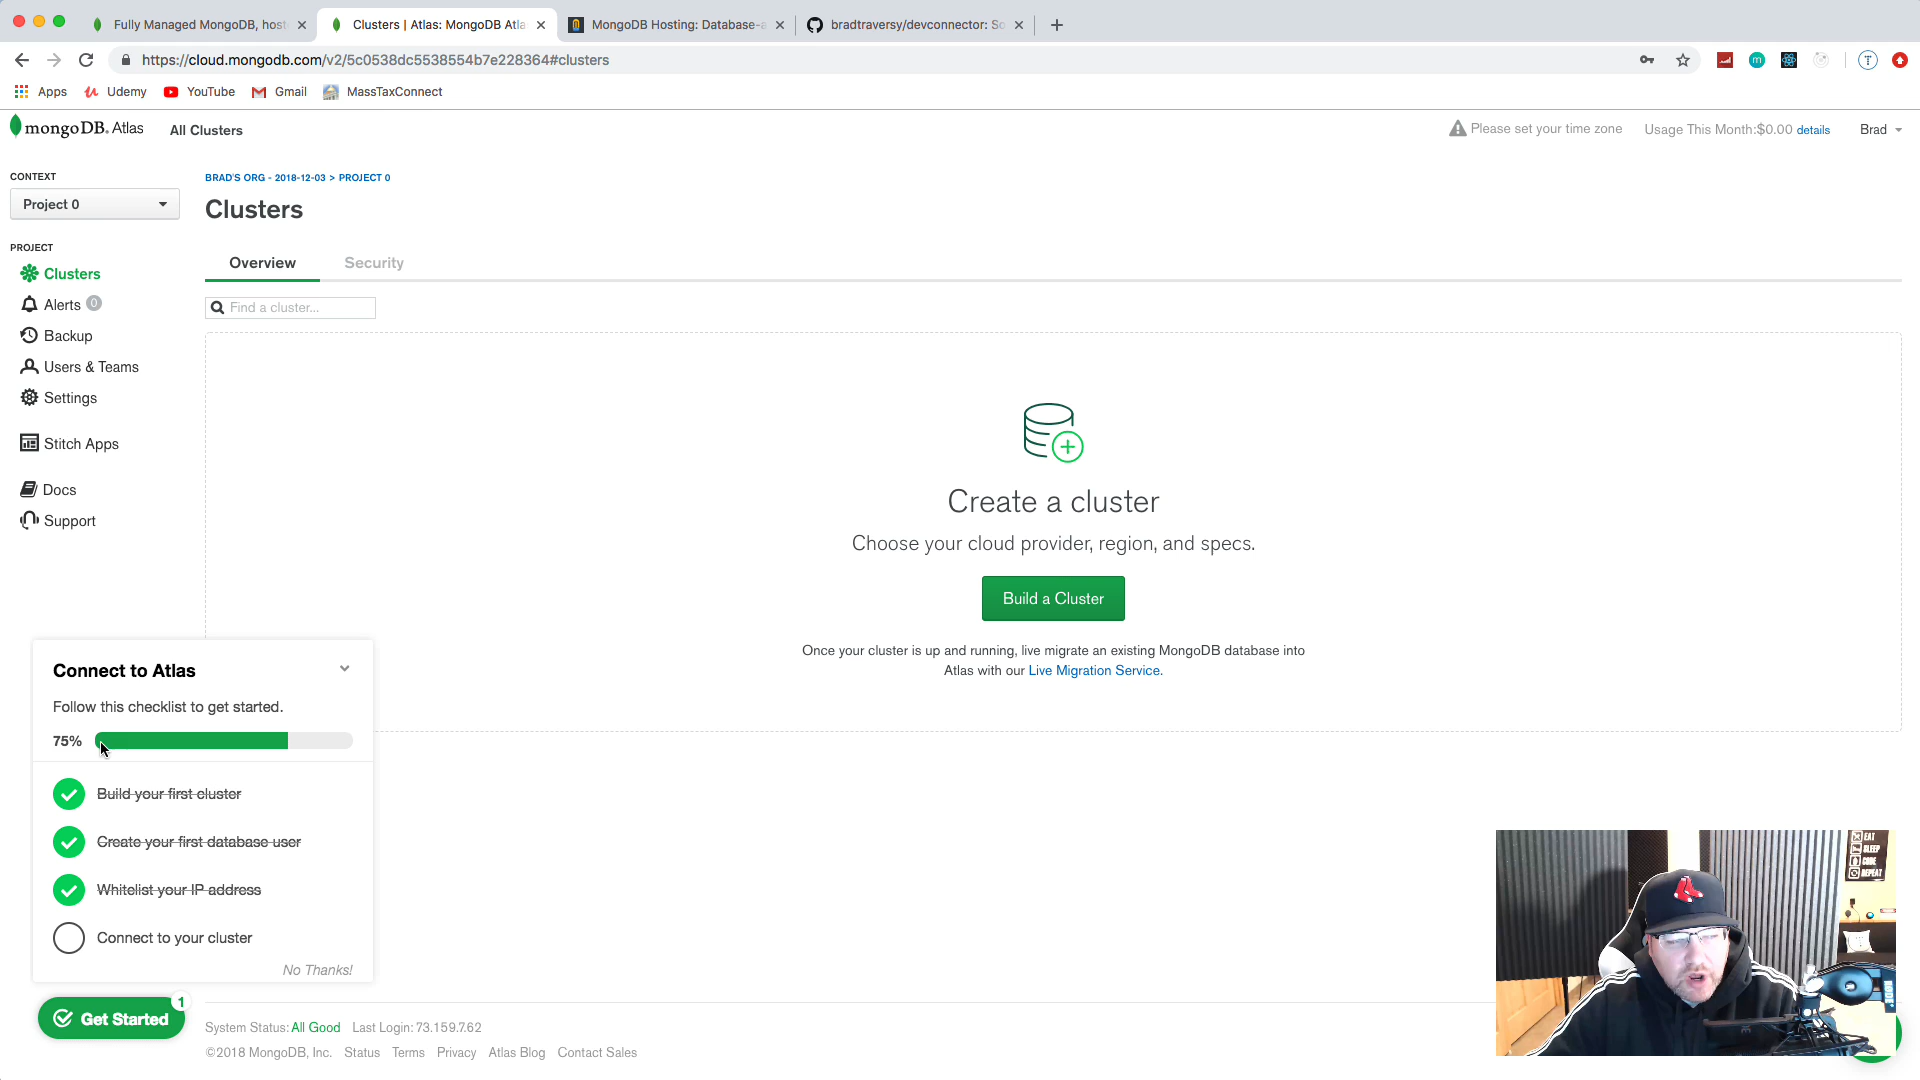 Fully Managed MongoDB, host
Clusters | Atlas: MongoDB Atla
MongoDB Hosting: Database-a
bradtraversy/devconnector: So
https://cloud.mongodb.com/v2/5c0538dc5538554b7e228364#clusters
Apps
Udemy
YouTube
Gmail
MassTaxConnect
mongoDB. Atlas
All Clusters
Please set your time zone
Usage This Month:$0.00 details
Brad
CONTEXT
Project 0
PROJECT
Clusters
Alerts 0
Backup
Users & Teams
Settings
Stitch Apps
Docs
Support
BRAD'S ORG - 2018-12-03 > PROJECT 0
Clusters
Overview
Security
Find a cluster...
Create a cluster
Choose your cloud provider, region, and specs.
Build a Cluster
Once your cluster is up and running, live migrate an existing MongoDB database into
Atlas with our Live Migration Service.
Connect to Atlas
Follow this checklist to get started.
75%
Build your first cluster
Create your first database user
Whitelist your IP address
Connect to your cluster
No Thanks!
Get Started
1
System Status: All Good Last Login: 73.159.7.62
©2018 MongoDB, Inc. Status Terms Privacy Atlas Blog Contact Sales
EAT
SLEEP
CODE
REPEAT